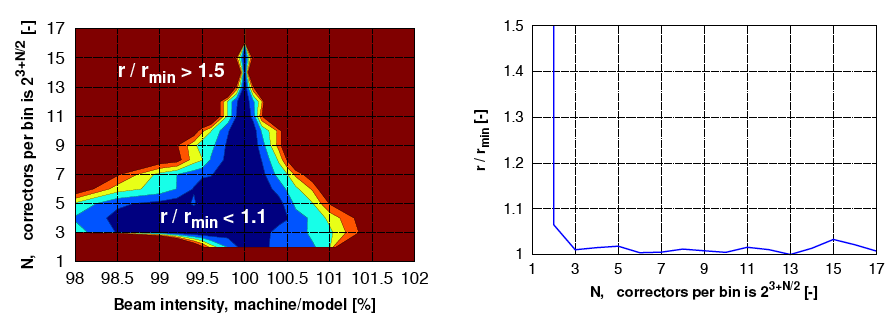 17
15
13
11
9
7
5
3
1
N, correctors per bin is 2^3+N/2 [-]
r / r_min > 1.5
r / r_min < 1.1
98 98.5 99 99.5 100 100.5 101 101.5 102
Beam intensity, machine/model [%]
1.5
1.4
1.3
1.2
1.1
1
r / r_min [-]
1 3 5 7 9 11 13 15 17
N, correctors per bin is 2^3+N/2 [-]